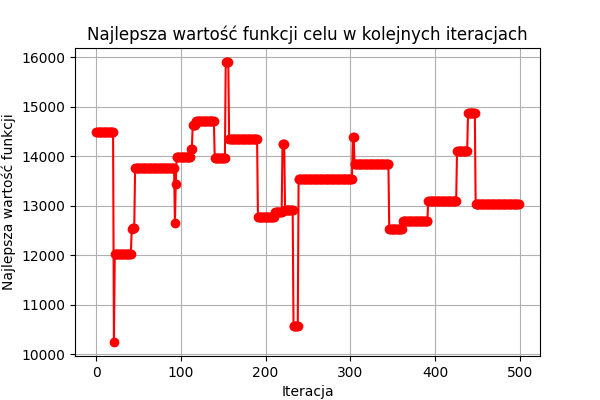 Najlepsza wartość funkcji celu w kolejnych iteracjach
Najlepsza wartość funkcji
16000
15000
14000
13000
12000
11000
10000
0 100 200 300 400 500
Iteracja